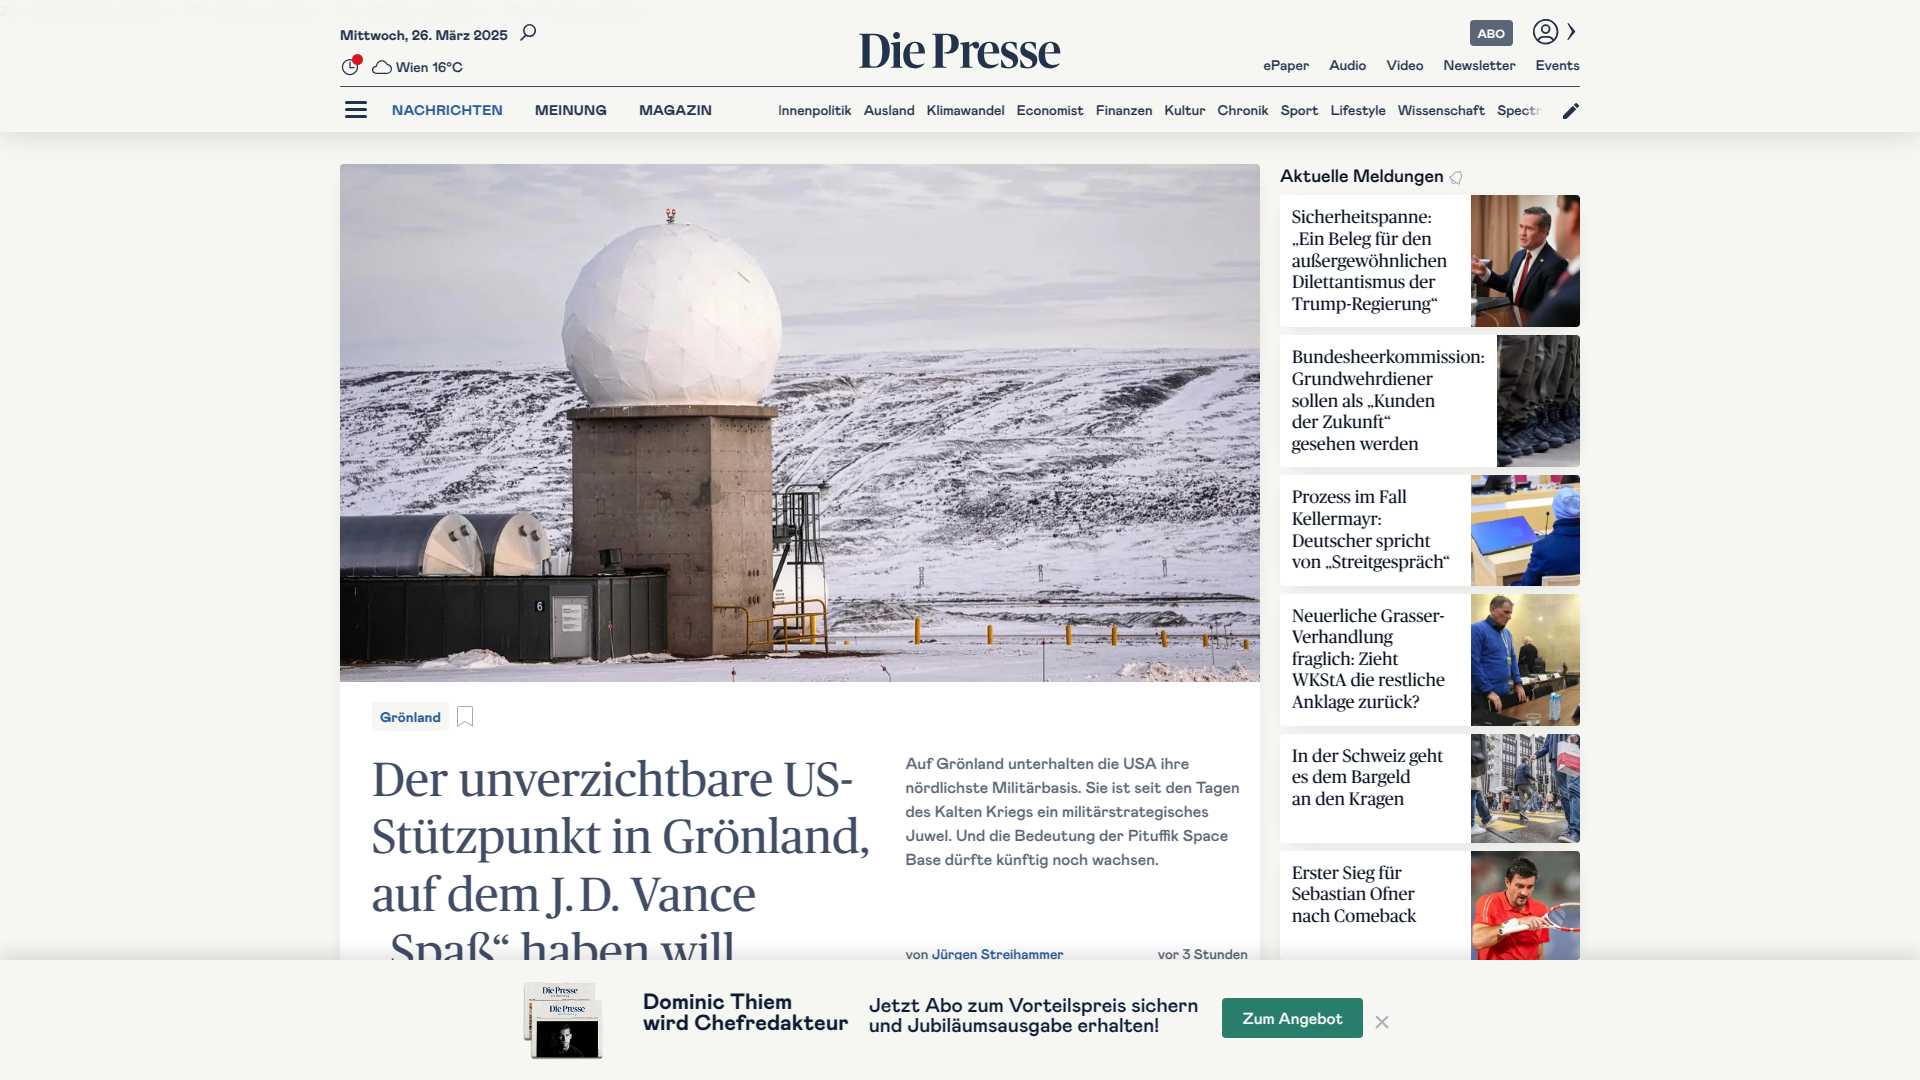 Mittwoch, 26. März 2025
Wien 16°C
Die Presse
ABO
ePaper Audio Video Newsletter Events
NACHRICHTEN MEINUNG MAGAZIN
Innenpolitik Ausland Klimawandel Economist Finanzen Kultur Chronik Sport Lifestyle Wissenschaft
6
Grönland
Der unverzichtbare US-
Stützpunkt in Grönland,
auf dem J. D. Vance
„Spaß“ haben will
Auf Grönland unterhalten die USA ihre
nördlichste Militärbasis. Sie ist seit den Tagen
des Kalten Kriegs ein militärstrategisches
Juwel. Und die Bedeutung der Pituffik Space
Base dürfte künftig noch wachsen.
von Jürgen Streihammer
vor 3 Stunden
Aktuelle Meldungen
Sicherheitspanne:
„Ein Beleg für den
außergewöhnlichen
Dilettantismus der
Trump-Regierung“
Bundesheerkommission:
Grundwehrdiener
sollen als „Kunden
der Zukunft“
gesehen werden
Prozess im Fall
Kellermayr:
Deutscher spricht
von „Streitgespräch“
Neuerliche Grasser-
Verhandlung
fraglich: Zieht
WKStA die restliche
Anklage zurück?
In der Schweiz geht
es dem Bargeld
an den Kragen
Erster Sieg für
Sebastian Ofner
nach Comeback
Die Presse
Die Presse
Dominic Thiem
wird Chefredakteur
Jetzt Abo zum Vorteilspreis sichern
und Jubiläumsausgabe erhalten!
Zum Angebot